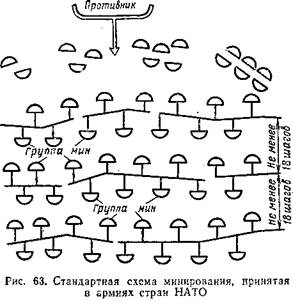 Противник
Группа мин
Не менее
18 шагов
Группа мин
не менее
18 шагов
Рис. 63. Стандартная схема минирования, принятая
в армиях стран НАТО